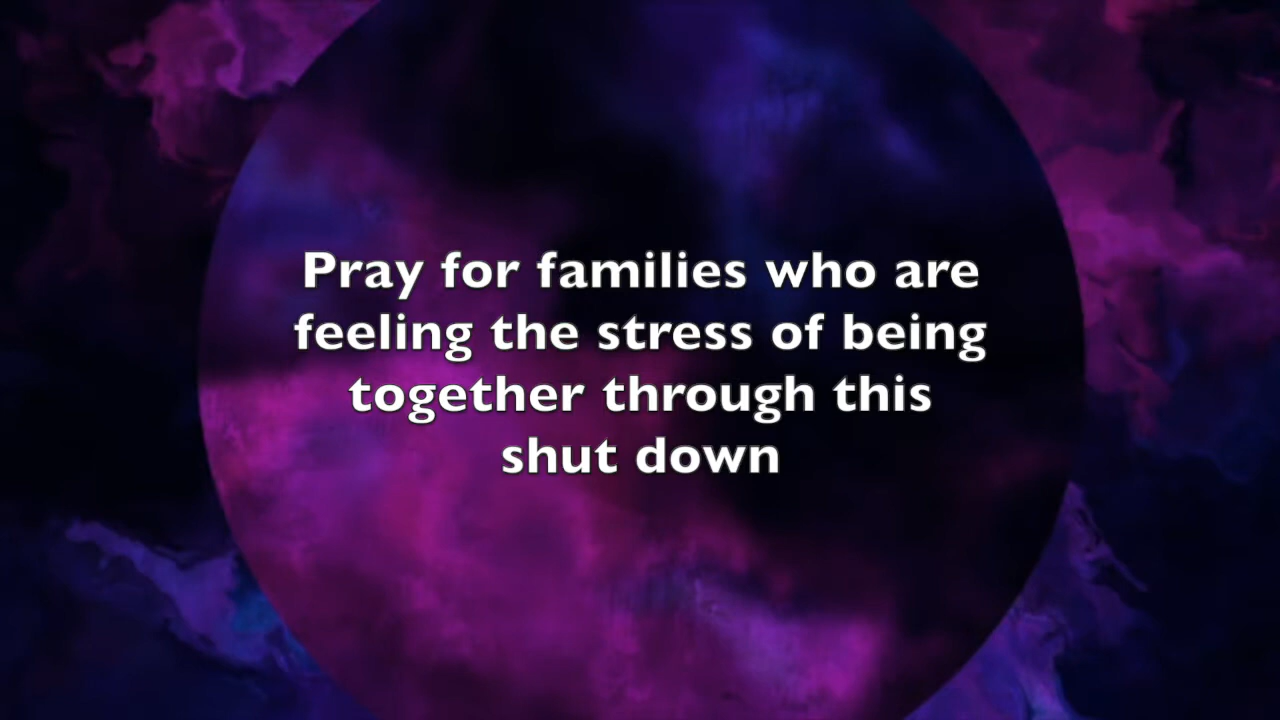 Pray for families who are
feeling the stress of being
together through this
shut down